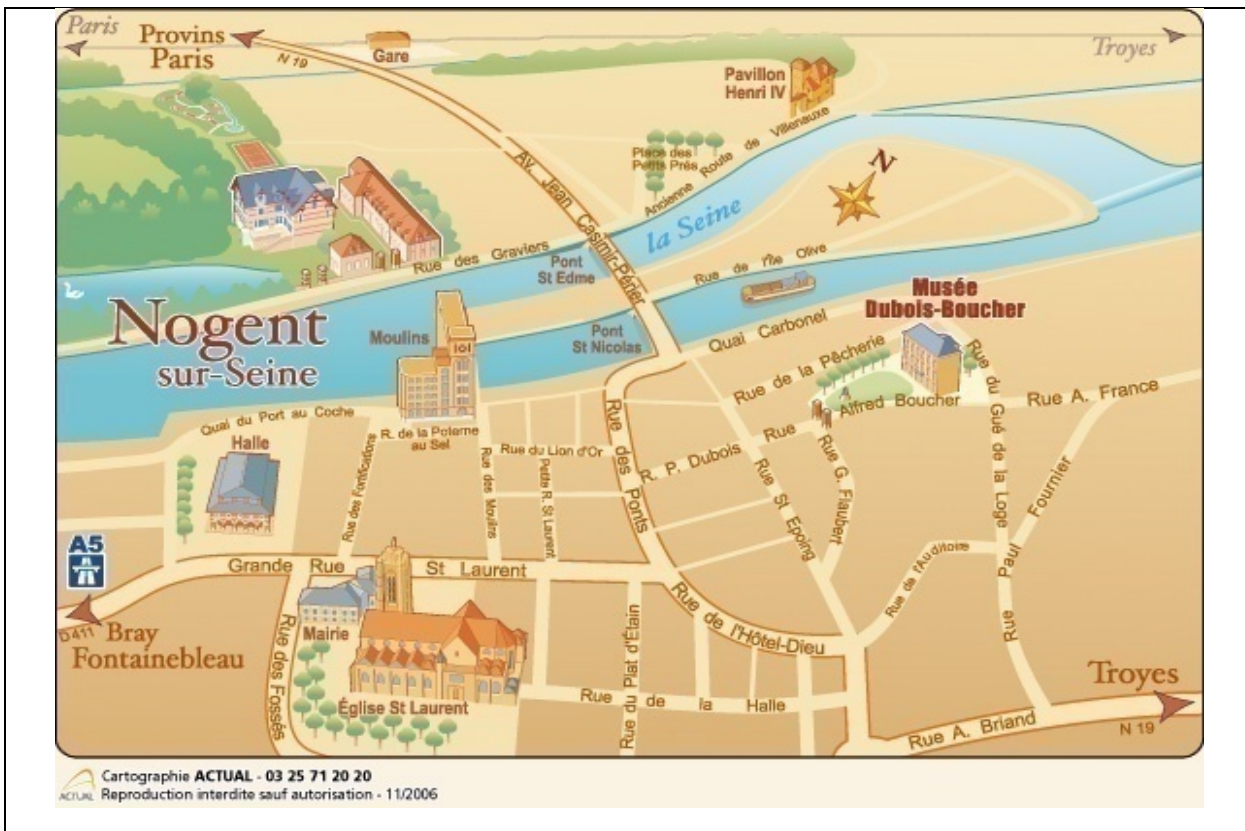 Paris
Provins
Paris
N 19
Gare
Troyes
Pavillon
Henri IV
Place des
Petits Prés
Ancienne Route de Villenauxe
Av. Jean Casimir-Périer
N
la Seine
Rue des Graviers
Pont
St Edme
Rue de l'Île Olive
Musée
Dubois-Boucher
Nogent
sur-Seine
Moulins
Pont
St Nicolas
Quai Carbonel
Rue de la Pêcherie
Rue du Gué de la Loge
Rue A. France
Rue Alfred Boucher
Quai du Port au Coche
Halle
R. de la Poterne
au Sel
Rue des Fortifications
Rue des Moulins
Rue du Lion d'Or
Petite R. St Laurent
Rue des Ponts
R. P. Dubois
Rue St Epoing
Rue G. Flaubert
Rue de l'Auditoire
Rue Paul Fournier
A5
Grande Rue St Laurent
D411
Bray
Fontainebleau
Mairie
Rue des Fossés
Église St Laurent
Rue du Plat d'Étain
Rue de l'Hôtel-Dieu
Rue de la Halle
Troyes
N 19
Rue A. Briand
ACTUAL
Cartographie ACTUAL - 03 25 71 20 20
Reproduction interdite sauf autorisation - 11/2006